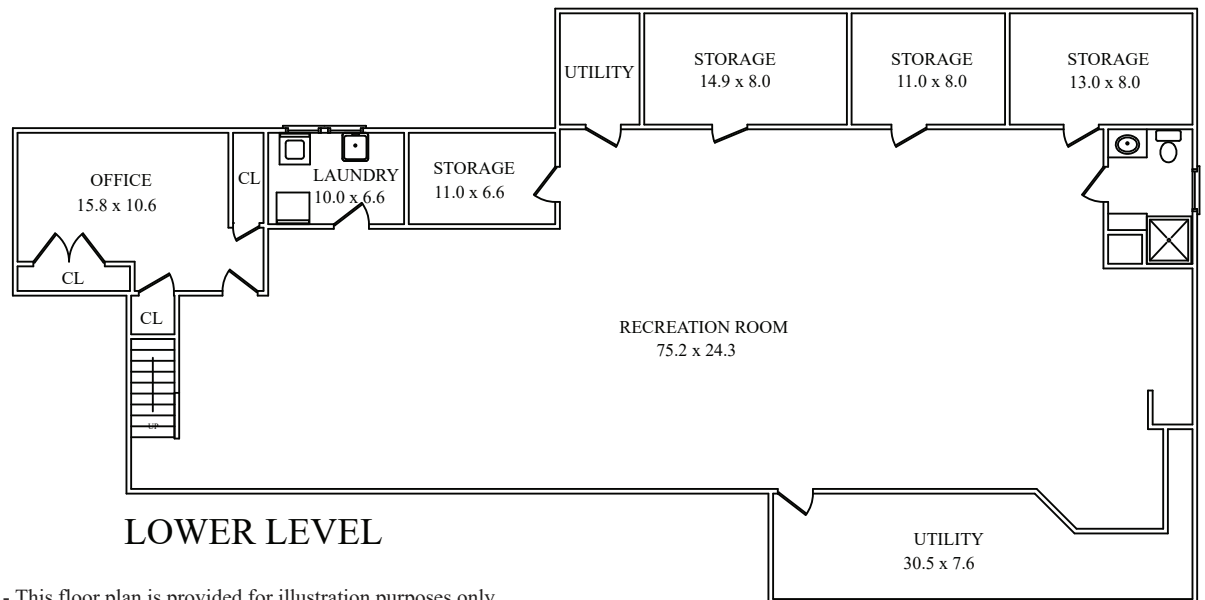 UTILITY
STORAGE
14.9 x 8.0
STORAGE
11.0 x 8.0
STORAGE
13.0 x 8.0
OFFICE
15.8 x 10.6
CL
LAUNDRY
10.0 x 6.6
STORAGE
11.0 x 6.6
CL
CL
RECREATION ROOM
75.2 x 24.3
UP
LOWER LEVEL
UTILITY
30.5 x 7.6
- This floor plan is provided for illustration purposes only